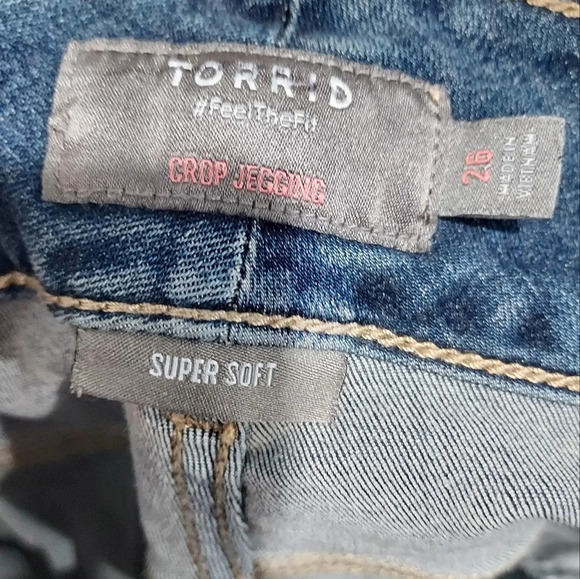 TORRID
#FeelTheFit
CROP JEGGING
26
MADE IN
VIETNAM
SUPER SOFT